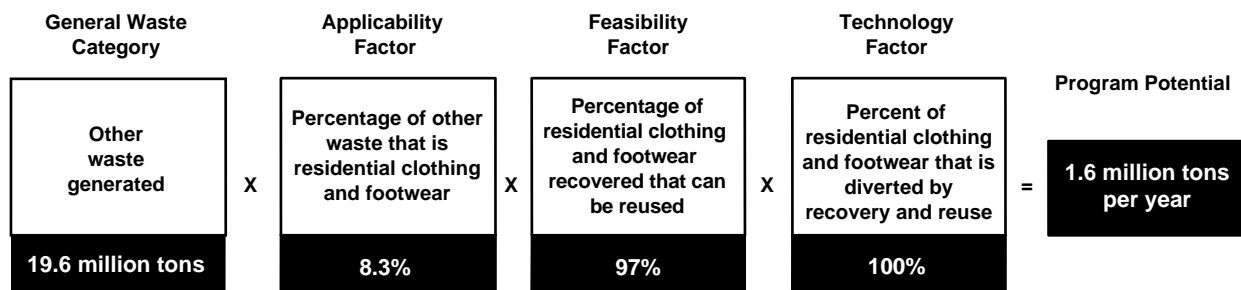 General Waste
Category
Applicability
Factor
Feasibility
Factor
Technology
Factor
Program Potential
Other
waste
generated
X
Percentage of other
waste that is
residential clothing
and footwear
X
Percentage of
residential clothing
and footwear
recovered that can
be reused
X
Percent of
residential clothing
and footwear that is
diverted by
recovery and reuse
=
1.6 million tons
per year
19.6 million tons
8.3%
97%
100%